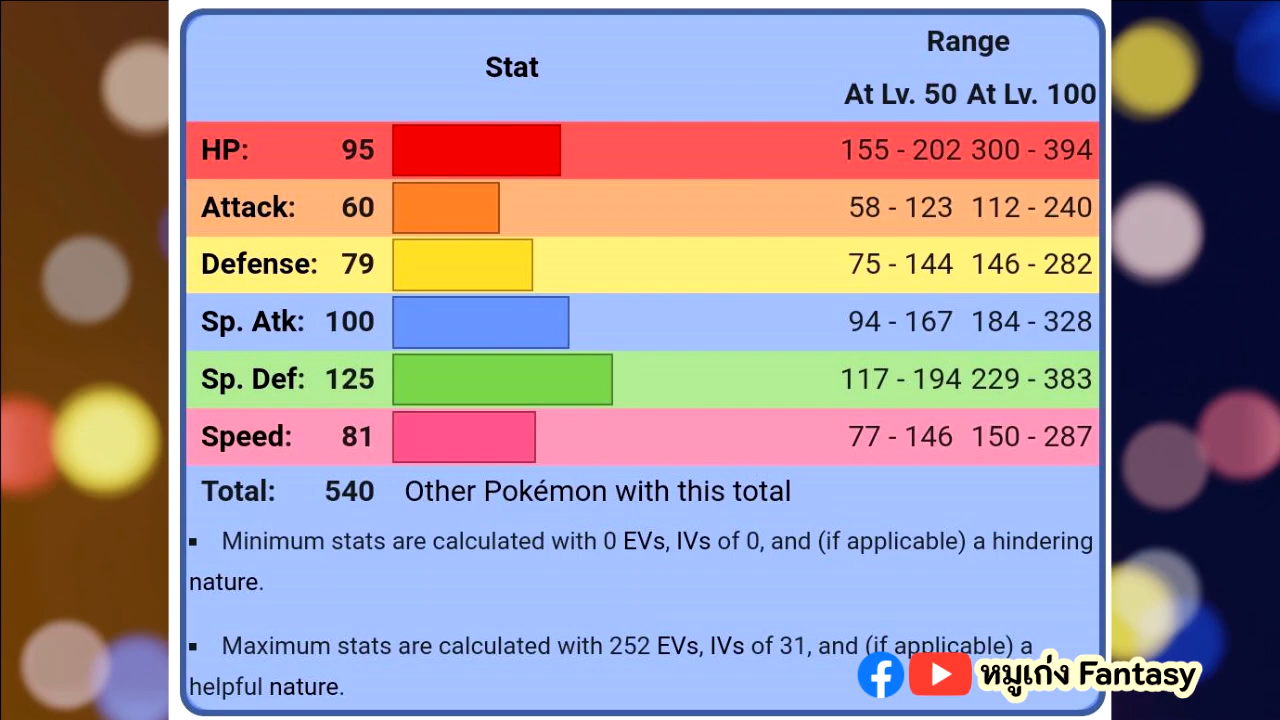 Stat
Range
At Lv. 50 At Lv. 100
HP: 95 155 - 202 300 - 394
Attack: 60 58 - 123 112 - 240
Defense: 79 75 - 144 146 - 282
Sp. Atk: 100 94 - 167 184 - 328
Sp. Def: 125 117 - 194 229 - 383
Speed: 81 77 - 146 150 - 287
Total: 540 Other Pokémon with this total
▪ Minimum stats are calculated with 0 EVs, IVs of 0, and (if applicable) a hindering
nature.
▪ Maximum stats are calculated with 252 EVs, IVs of 31, and (if applicable) a
helpful nature.
หมูเก่ง Fantasy